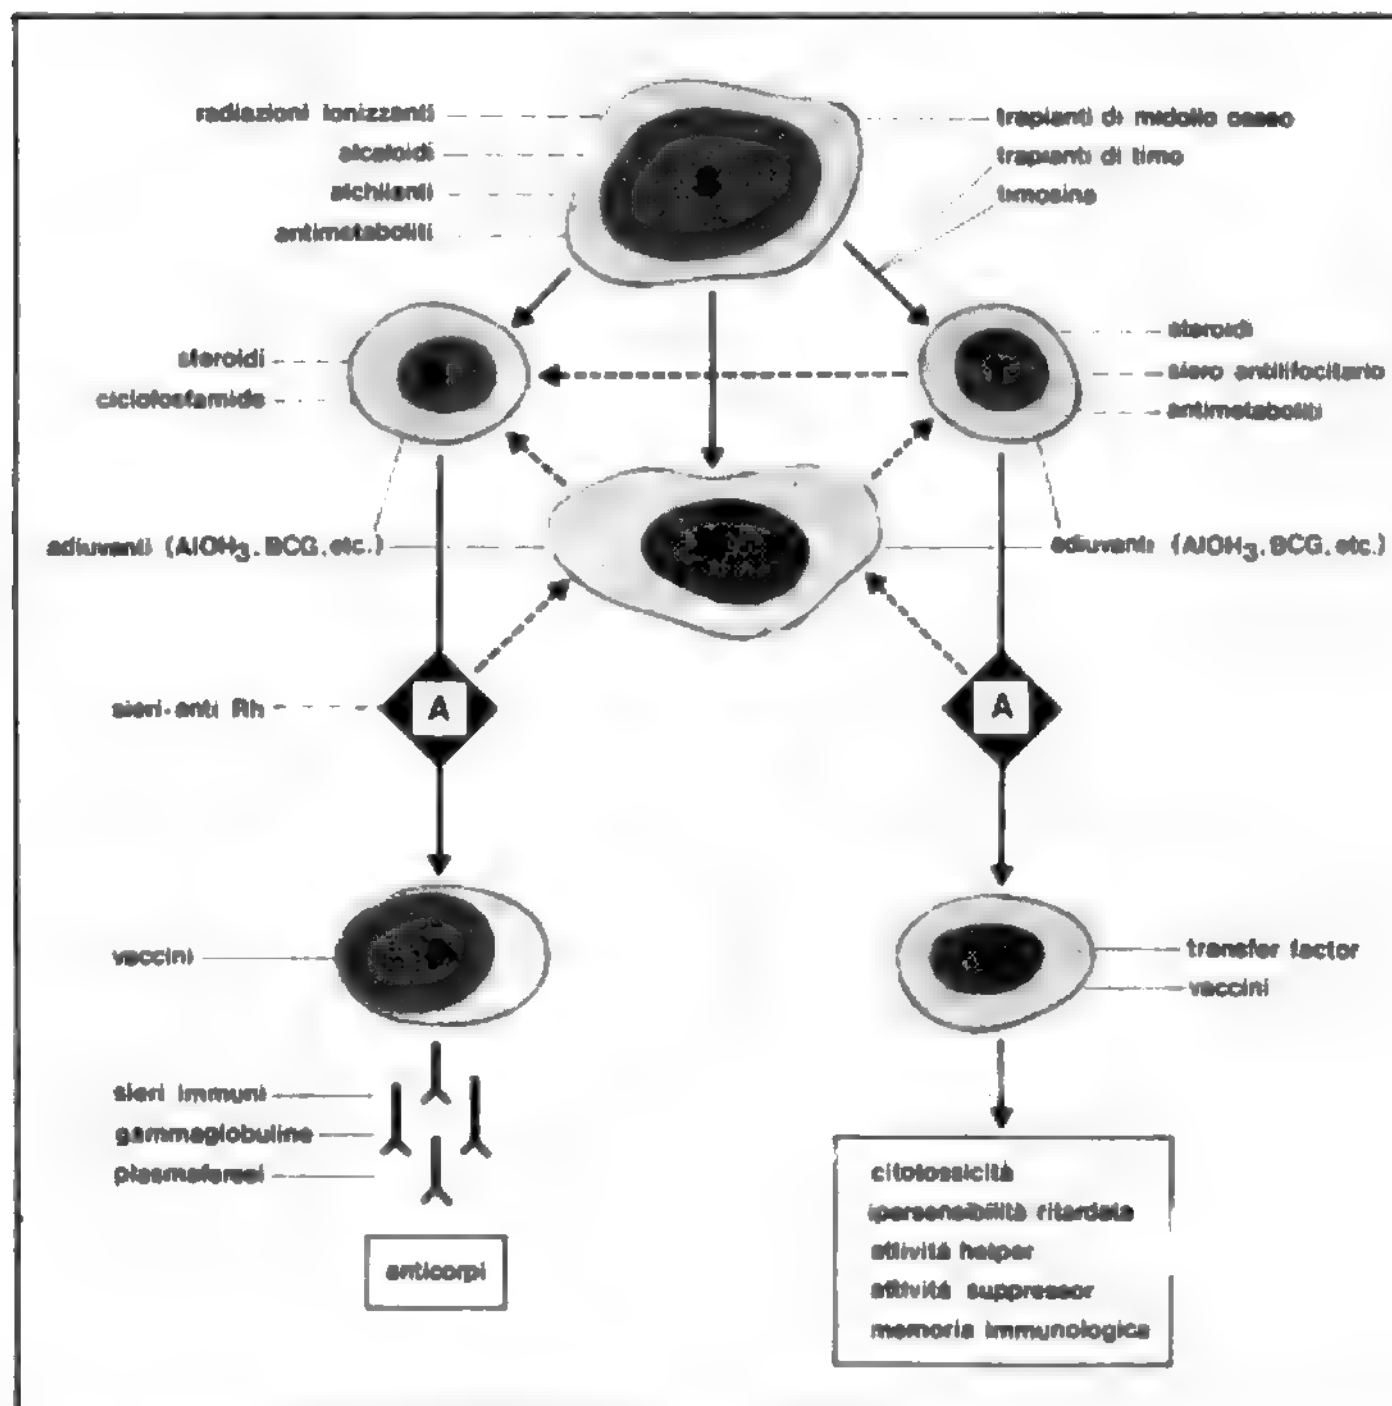 radiazioni ionizzanti
alcaloidi
alchilanti
antimetaboliti
trapianti di midollo osseo
trapianti di timo
timosina
steroidi
ciclofosfamide
steroidi
siero antilifocitario
antimetaboliti
adiuvanti (AlOH3, BCG, etc.)
adiuvanti (AlOH3, BCG, etc.)
sieri-anti Rh
A
A
vaccini
transfer factor
vaccini
sieri immuni
gammaglobuline
plasmaferesi
anticorpi
citotossicità
ipersensibilità ritardata
attività helper
attività suppressor
memoria immunologica